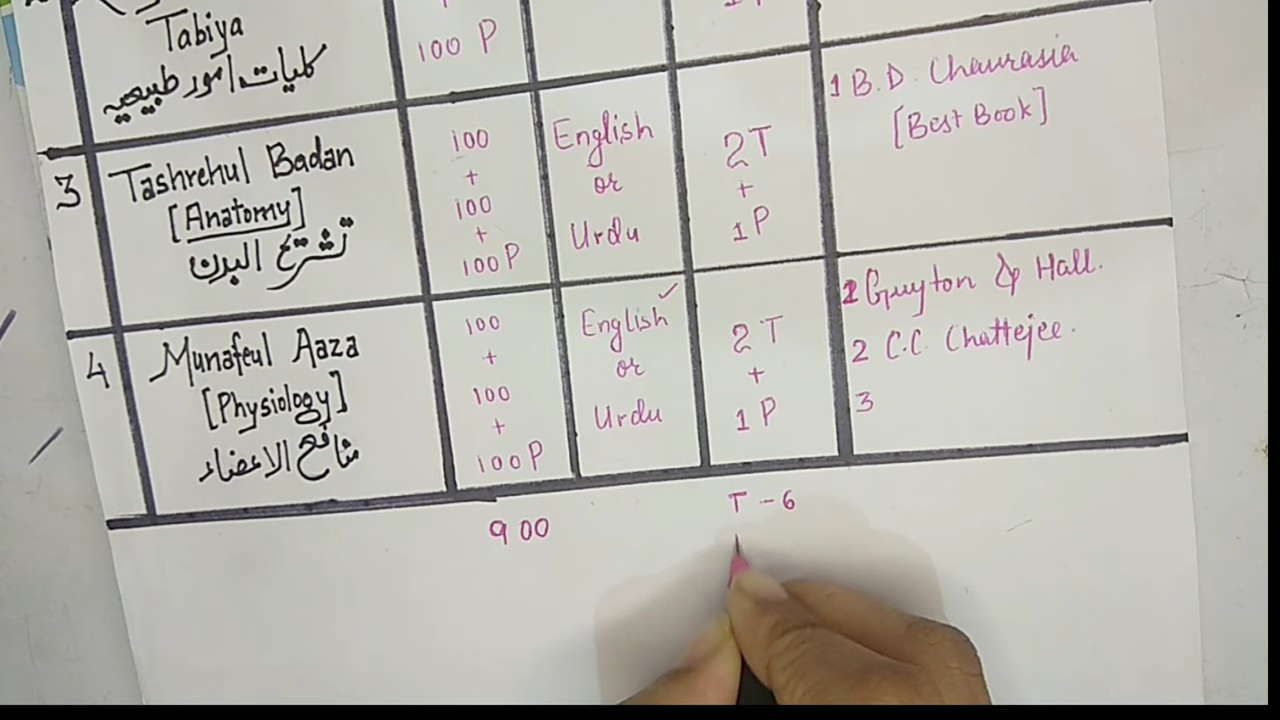 Tabiya
کلیات امور طبیعیہ
100 P
1 B. D. Chaurasia
[Best Book]
3
Tashrehul Badan
[Anatomy]
تشریح البدن
100
+
100
+
100 P
English
or
Urdu
2T
+
1P
4
Munafeul Aaza
[Physiology]
منافع الاعضاء
100
+
100
+
100 P
English ✓
or
Urdu
2 T
+
1 P
1 Guyton & Hall.
2 C.C. Chattejee.
3
900
T - 6